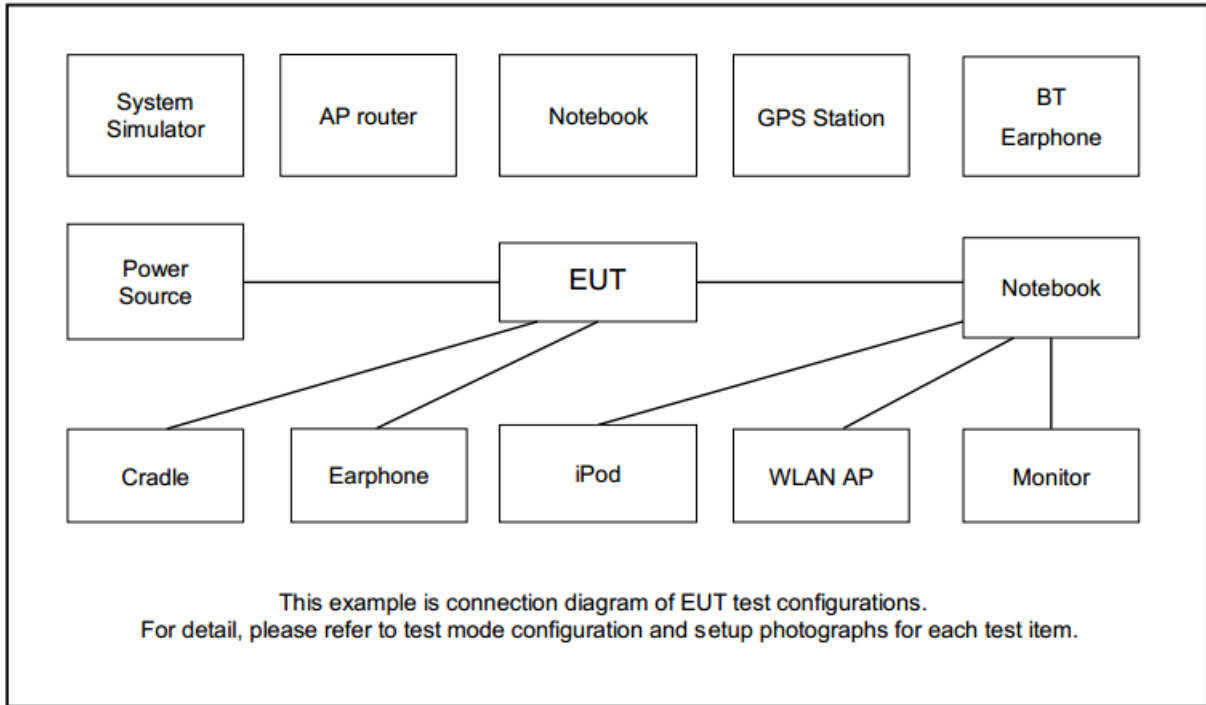 System
Simulator
AP router
Notebook
GPS Station
BT
Earphone
Power
Source
EUT
Notebook
Cradle
Earphone
iPod
WLAN AP
Monitor
This example is connection diagram of EUT test configurations.
For detail, please refer to test mode configuration and setup photographs for each test item.